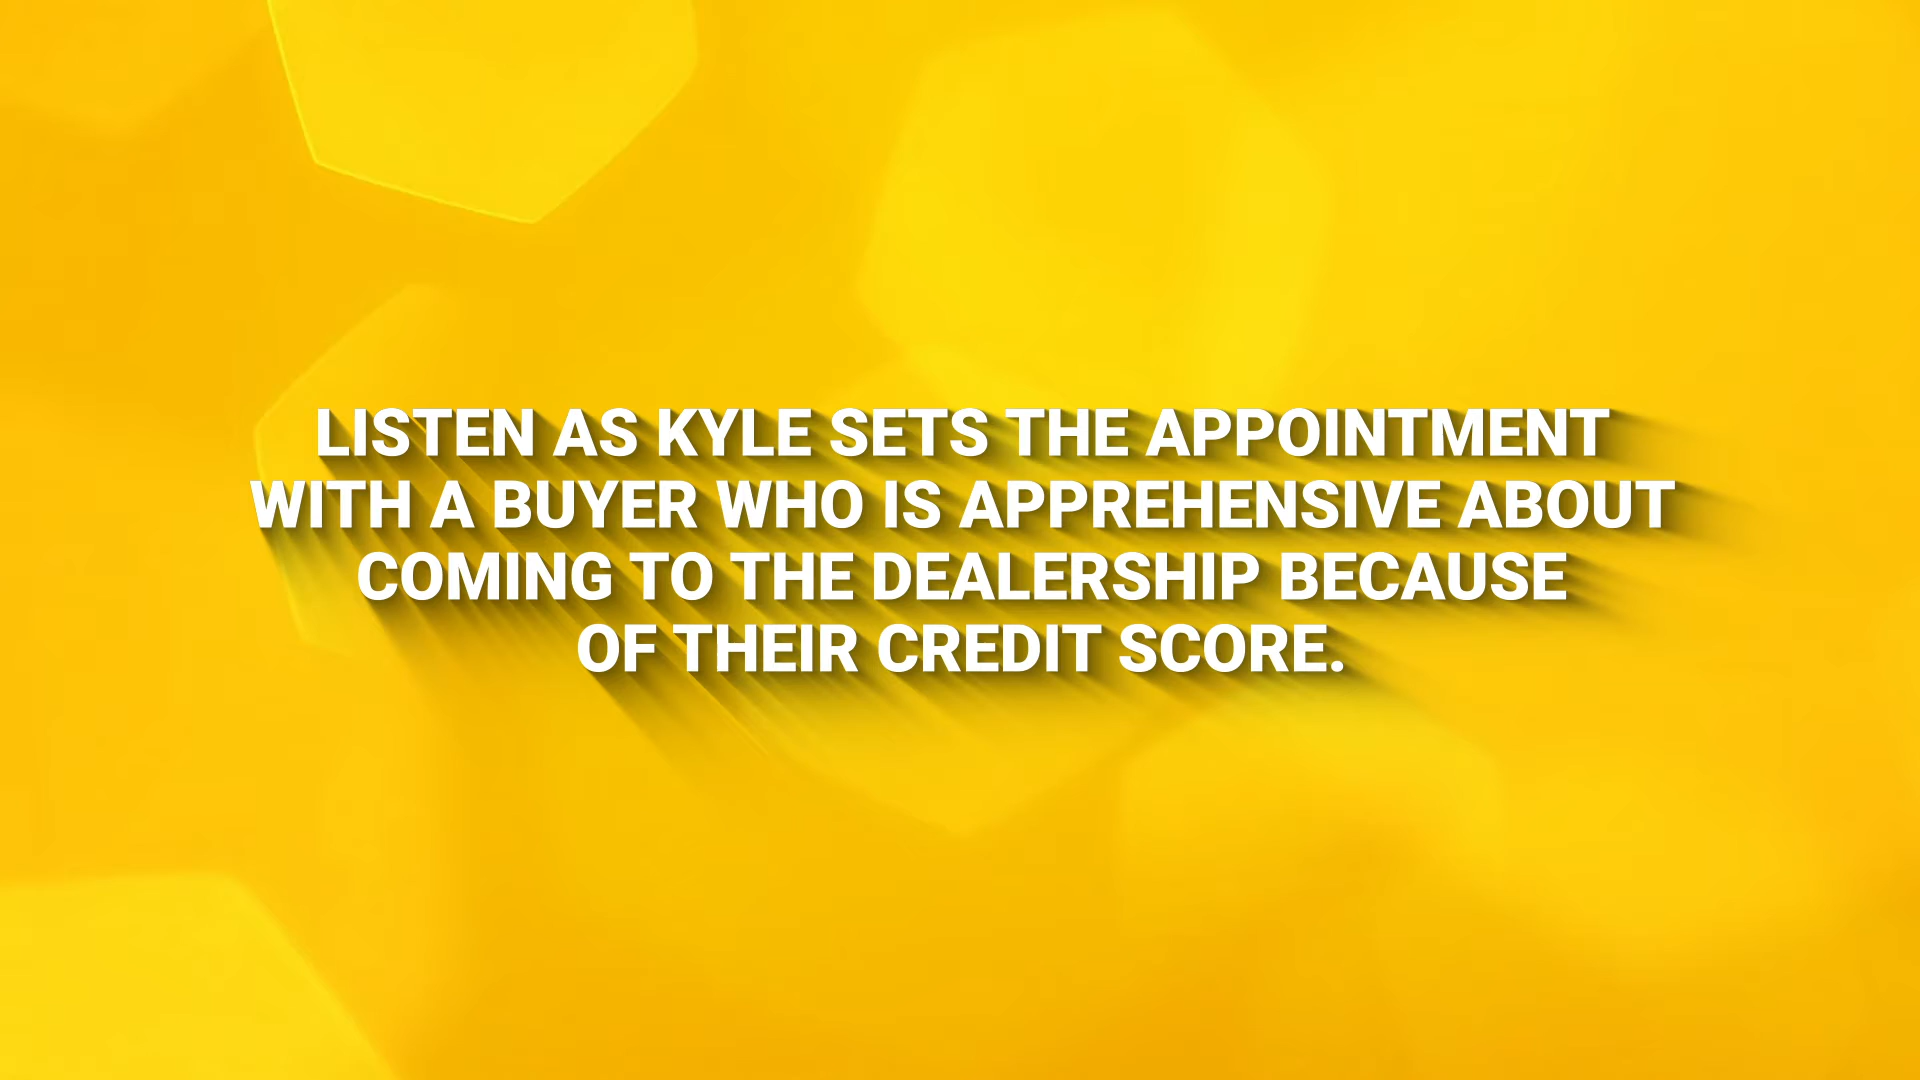 LISTEN AS KYLE SETS THE APPOINTMENT
WITH A BUYER WHO IS APPREHENSIVE ABOUT
COMING TO THE DEALERSHIP BECAUSE
OF THEIR CREDIT SCORE.